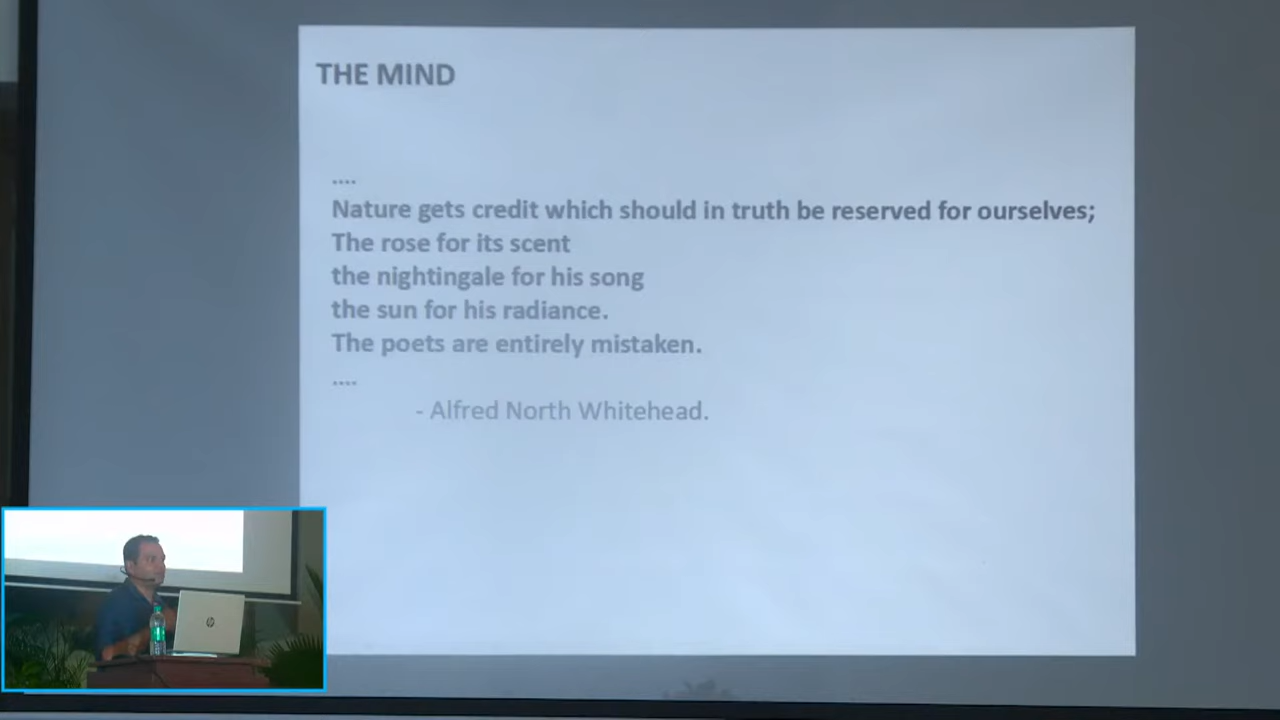 THE MIND
....
Nature gets credit which should in truth be reserved for ourselves;
The rose for its scent
the nightingale for his song
the sun for his radiance.
The poets are entirely mistaken.
....
- Alfred North Whitehead.
hp